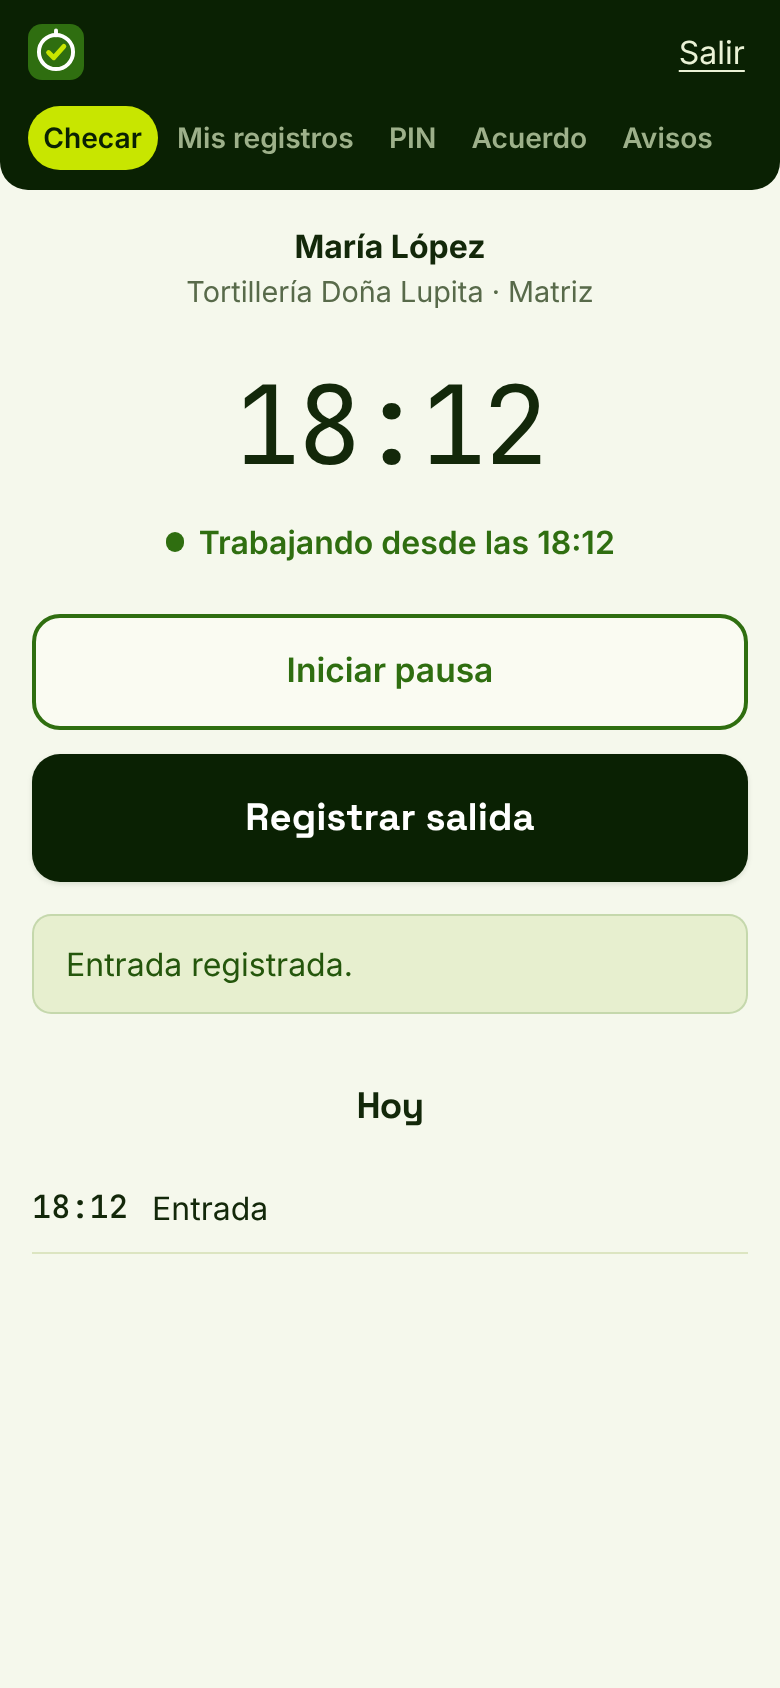 Salir
Checar Mis registros PIN Acuerdo Avisos
María López
Tortillería Doña Lupita · Matriz
18:12
Trabajando desde las 18:12
Iniciar pausa
Registrar salida
Entrada registrada.
Hoy
18:12 Entrada